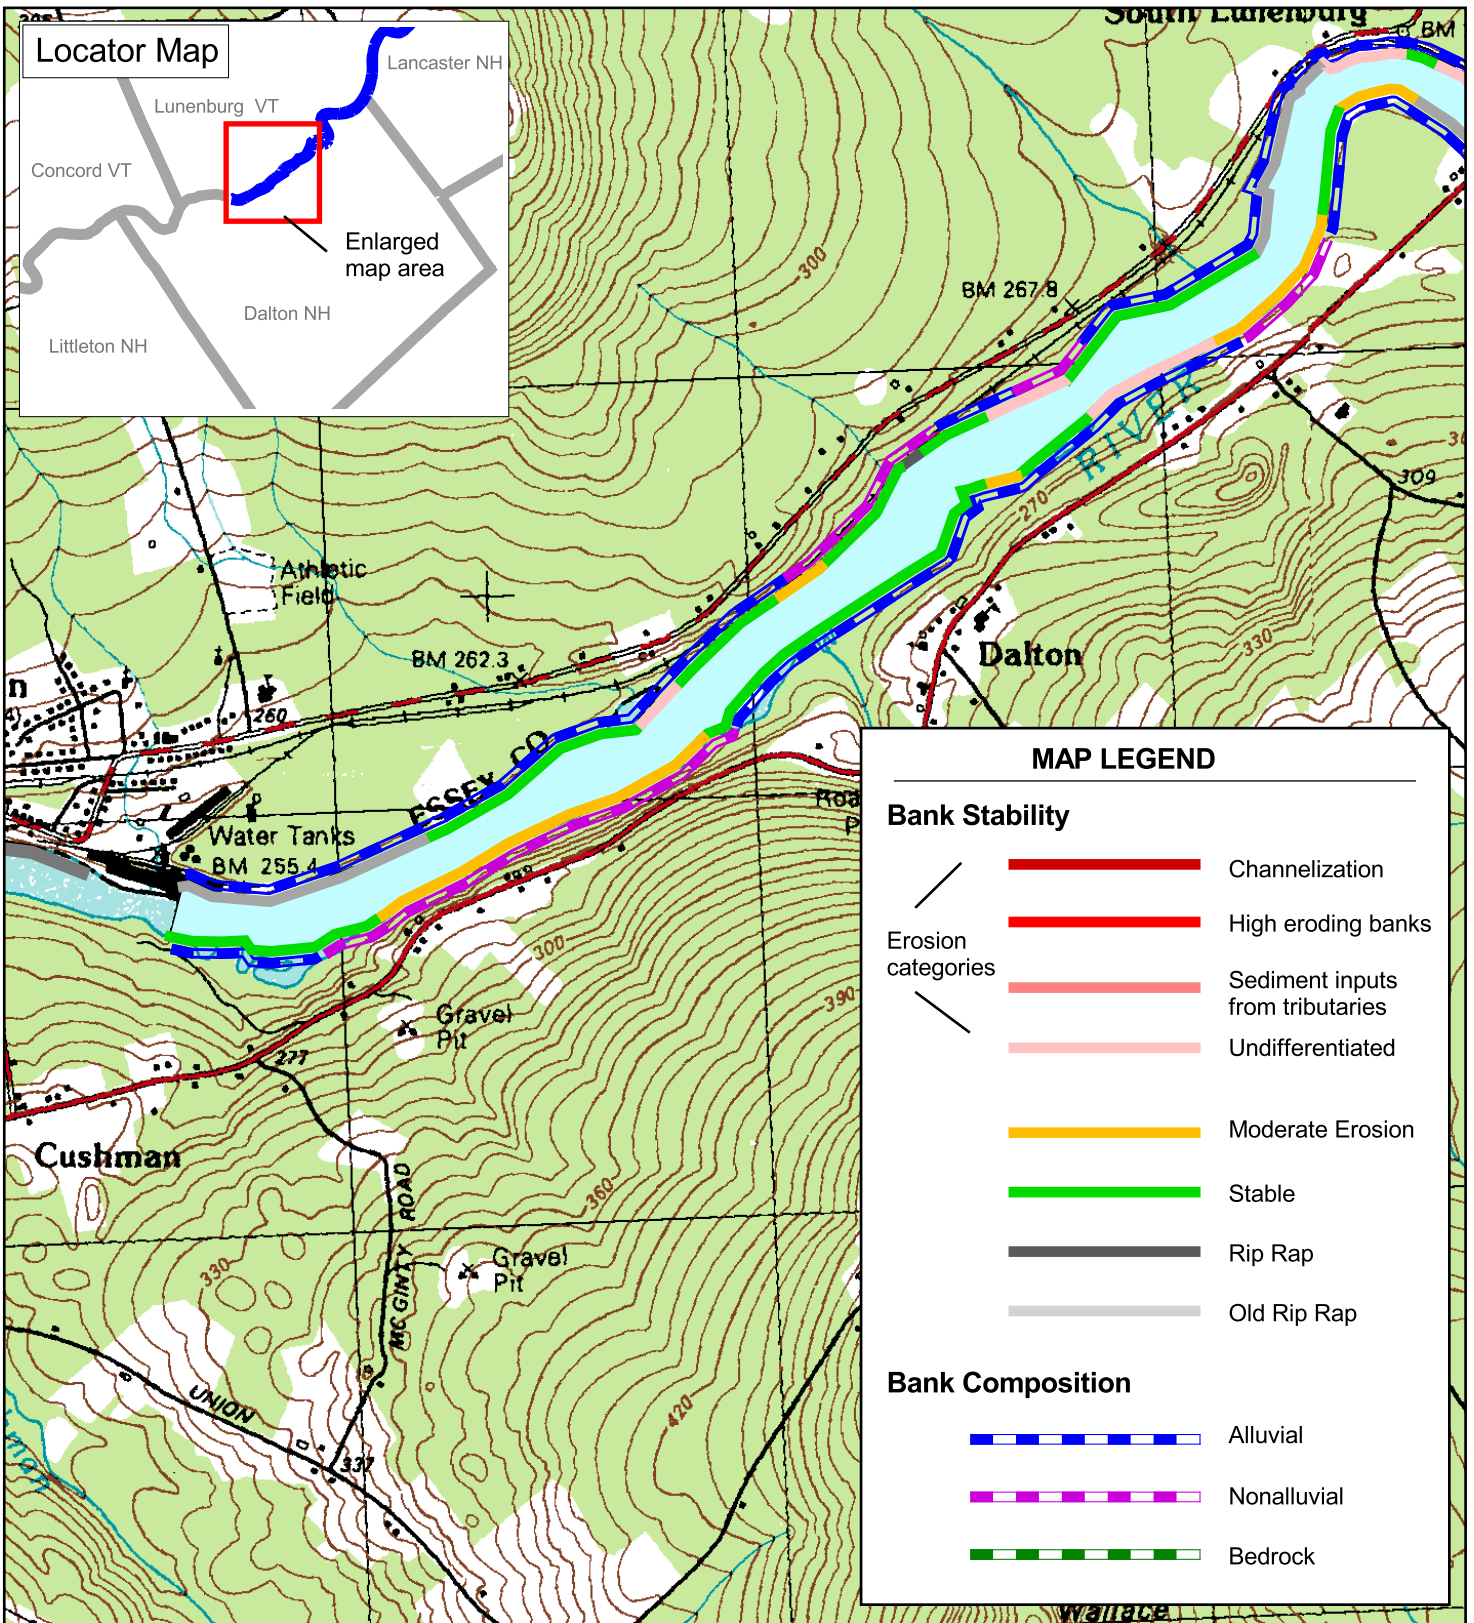 South Lunenburg
BM
Locator Map
Lancaster NH
Lunenburg VT
Concord VT
Enlarged
map area
Dalton NH
Littleton NH
300
BM 267.8
RIVER
309
270
Athletic
Field
330
Dalton
BM 262.3
n
260
ESSEX CO
Water Tanks
BM 255.4
300
390
Gravel
Pit
277
Cushman
360
MC GINTY ROAD
330
Gravel
Pit
UNION
420
337
MAP LEGEND
Bank Stability
Channelization
High eroding banks
Erosion
categories
Sediment inputs
from tributaries
Undifferentiated
Moderate Erosion
Stable
Rip Rap
Old Rip Rap
Bank Composition
Alluvial
Nonalluvial
Bedrock
Wallace